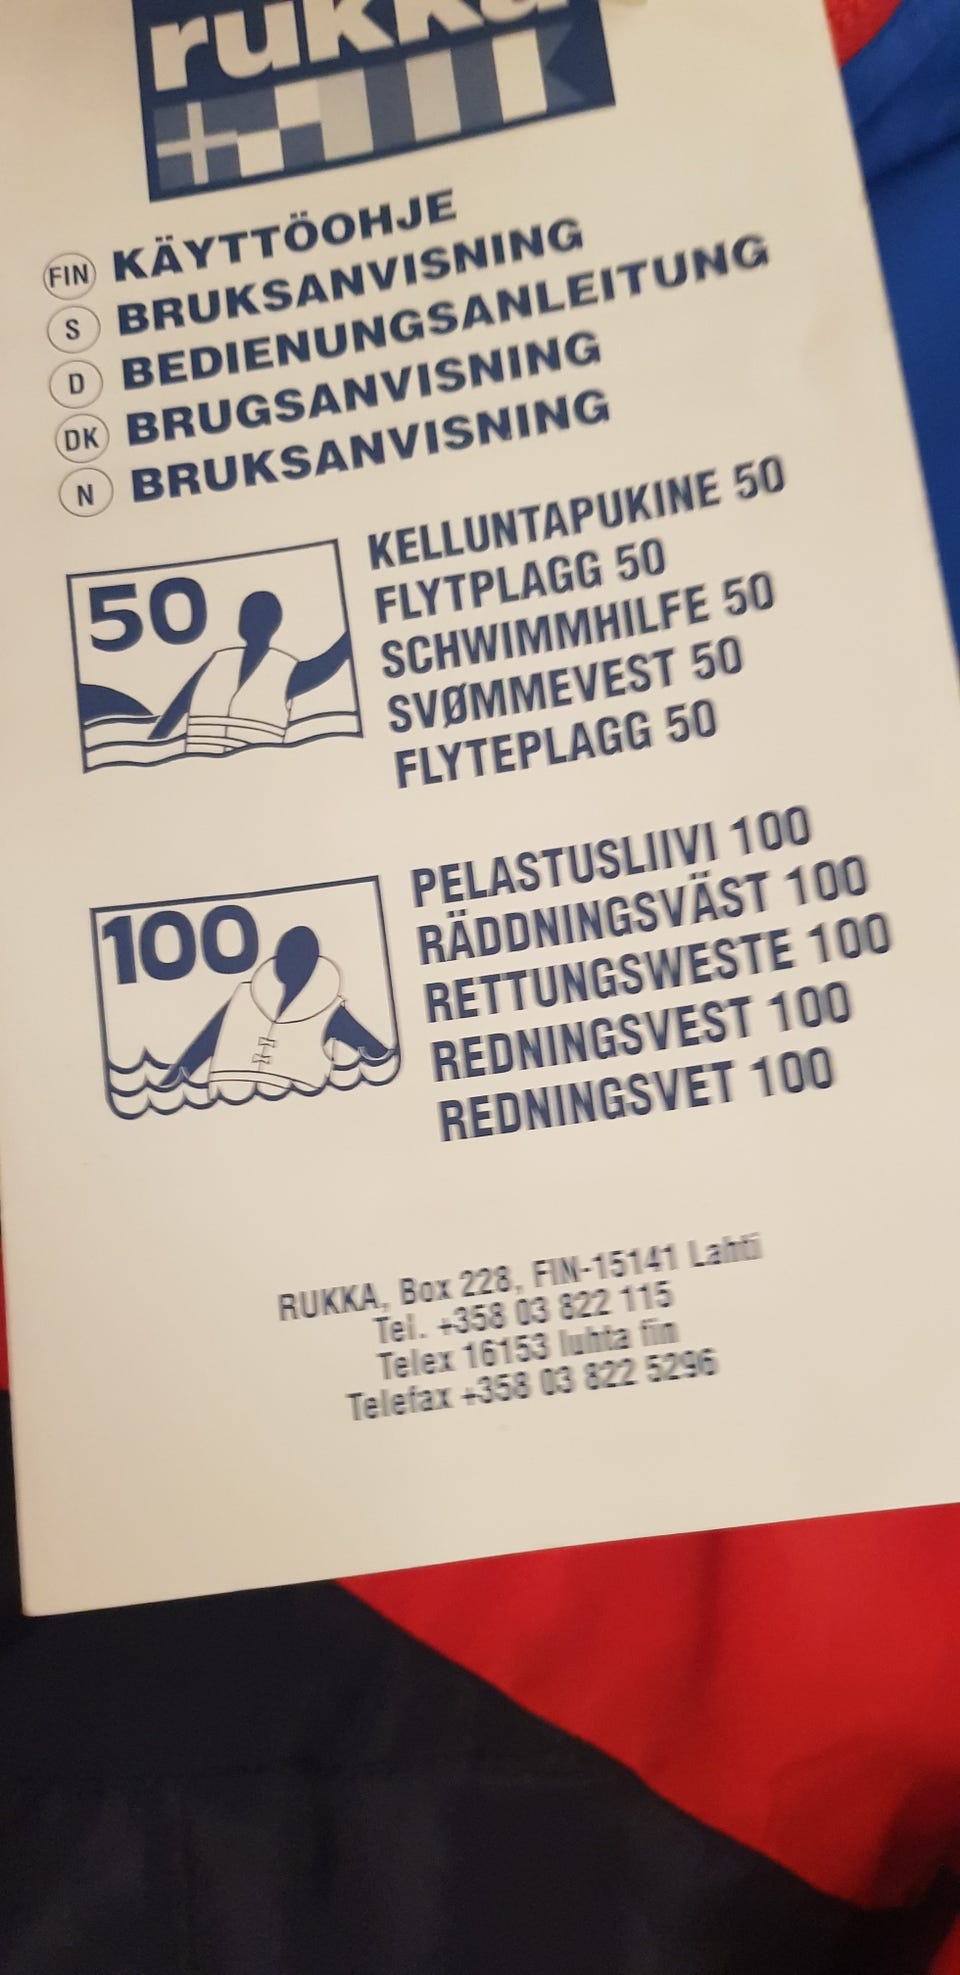 rukka
FIN KÄYTTÖOHJE
S BRUKSANVISNING
D BEDIENUNGSANLEITUNG
DK BRUGSANVISNING
N BRUKSANVISNING
50
KELLUNTAPUKINE 50
FLYTPLAGG 50
SCHWIMMHILFE 50
SVØMMEVEST 50
FLYTEPLAGG 50
100
PELASTUSLIIVI 100
RÄDDNINGSVÄST 100
RETTUNGSWESTE 100
REDNINGSVEST 100
REDNINGSVET 100
RUKKA, Box 228, FIN-15141 Lahti
Tel. +358 03 822 115
Telex 16153 luhta fin
Telefax +358 03 822 5296